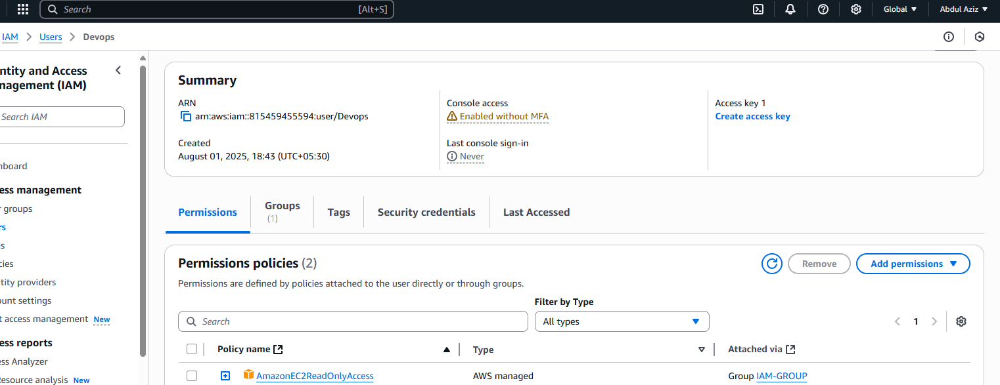 Search [Alt+S] Global Abdul Aziz
IAM Users Devops
ntity and Access
nagement (IAM)
Search IAM
hboard
ess management
r groups
rs
s
cies
tity providers
unt settings
t access management New
ess reports
ess Analyzer
Resource analysis New
Summary
ARN
arn:aws:iam::815459455594:user/Devops
Created
August 01, 2025, 18:43 (UTC+05:30)
Console access
Enabled without MFA
Last console sign-in
Never
Access key 1
Create access key
Permissions
Groups
(1)
Tags
Security credentials
Last Accessed
Permissions policies (2)
Remove
Add permissions
Permissions are defined by policies attached to the user directly or through groups.
Filter by Type
Search
All types
1
Policy name Type Attached via
AmazonEC2ReadOnlyAccess AWS managed Group IAM-GROUP